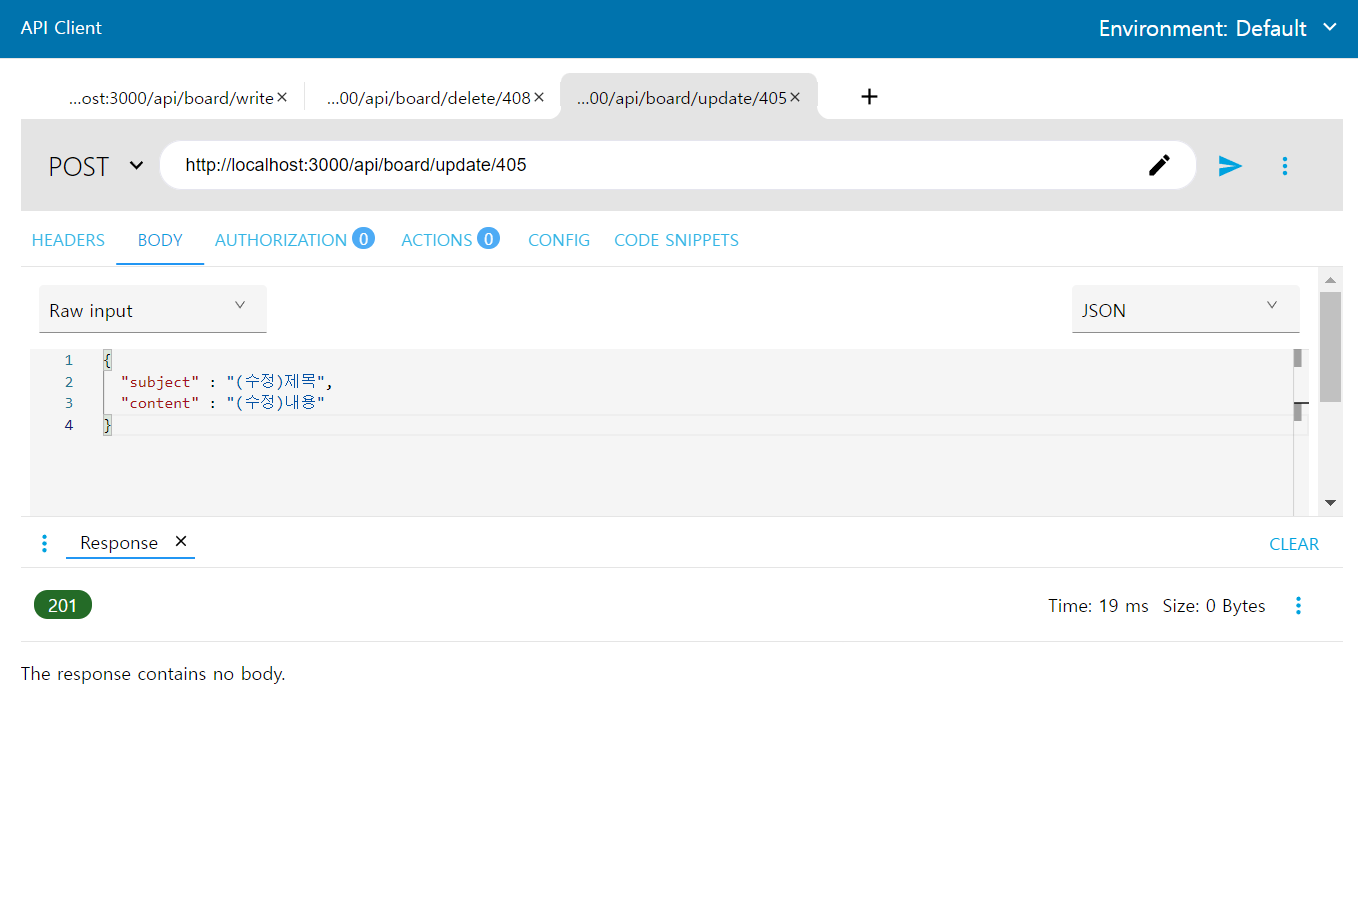 API Client
Environment: Default
...ost:3000/api/board/write ...00/api/board/delete/408 ...00/api/board/update/405
POST http://localhost:3000/api/board/update/405
HEADERS BODY AUTHORIZATION 0 ACTIONS 0 CONFIG CODE SNIPPETS
Raw input JSON
1 {
2 "subject" : "(수정)제목",
3 "content" : "(수정)내용"
4 }
Response CLEAR
201 Time: 19 ms Size: 0 Bytes
The response contains no body.